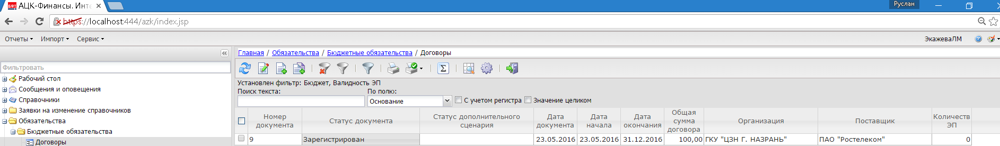 Руслан
БФТ АЦК-Финансы. Инте
https://localhost:444/azk/index.jsp
Отчеты Импорт Сервис ЭкажеваЛМ
Главная / Обязательства / Бюджетные обязательства / Договоры
Фильтровать
Рабочий стол
Сообщения и оповещения
Справочники
Заявки на изменение справочников
Обязательства
Бюджетные обязательства
Договоры
Установлен фильтр: Бюджет, Валидность ЭП
Поиск текста: По полю:
Основание С учетом регистра Значение целиком
Номер документа Статус документа Статус дополнительного сценария Дата документа Дата начала Дата окончания Общая сумма договора Организация Поставщик Количеств ЭП
9 Зарегистрирован 23.05.2016 23.05.2016 31.12.2016 100,00 ГКУ "ЦЗН Г. НАЗРАНЬ" ПАО "Ростелеком" 0